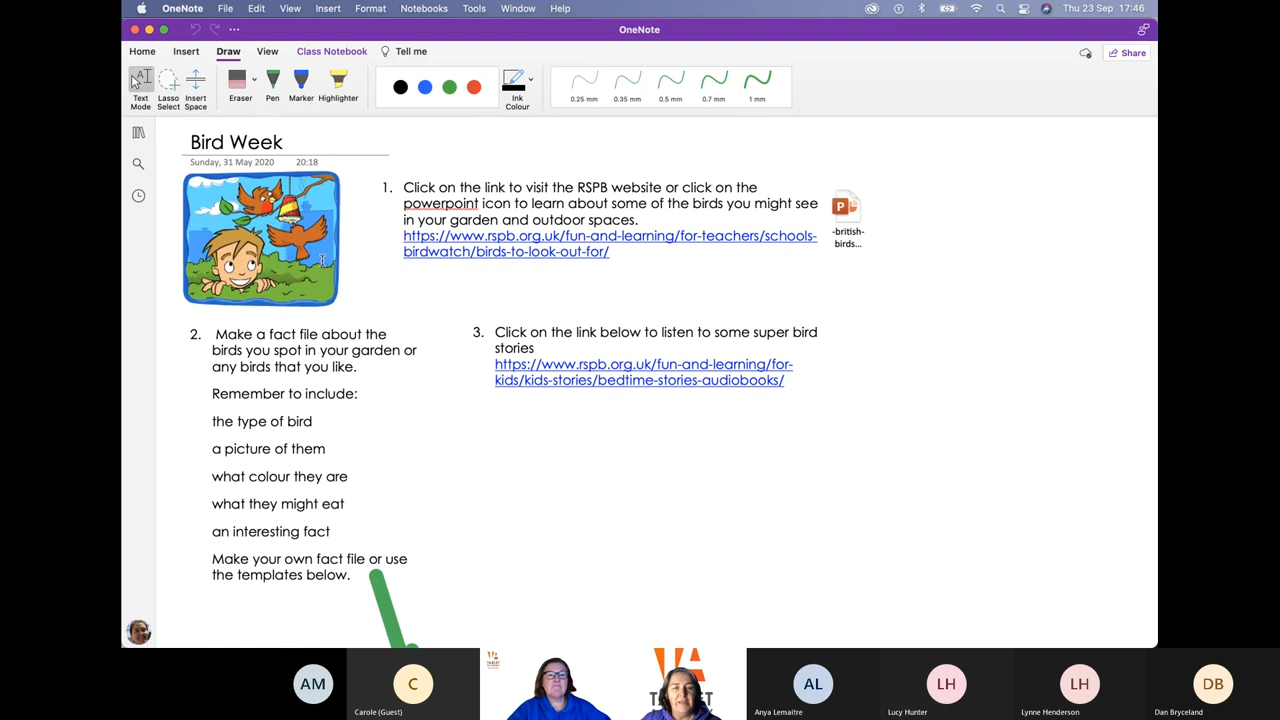 OneNote File Edit View Insert Format Notebooks Tools Window Help Thu 23 Sep 17:46
OneNote
Home Insert Draw View Class Notebook Tell me Share
Text Mode
Lasso Select
Insert Space
Eraser
Pen
Marker
Highlighter
Ink Colour
0.25 mm 0.35 mm 0.5 mm 0.7 mm 1 mm
Bird Week
Sunday, 31 May 2020 20:18
1. Click on the link to visit the RSPB website or click on the
powerpoint icon to learn about some of the birds you might see
in your garden and outdoor spaces.
https://www.rspb.org.uk/fun-and-learning/for-teachers/schools-
birdwatch/birds-to-look-out-for/
P
-british-
birds...
2. Make a fact file about the
birds you spot in your garden or
any birds that you like.
Remember to include:
the type of bird
a picture of them
what colour they are
what they might eat
an interesting fact
Make your own fact file or use
the templates below.
3. Click on the link below to listen to some super bird
stories
https://www.rspb.org.uk/fun-and-learning/for-
kids/kids-stories/bedtime-stories-audiobooks/
AM
C
Carole (Guest)
AL
Anya Lemaitre
LH
Lucy Hunter
LH
Lynne Henderson
DB
Dan Bryceland